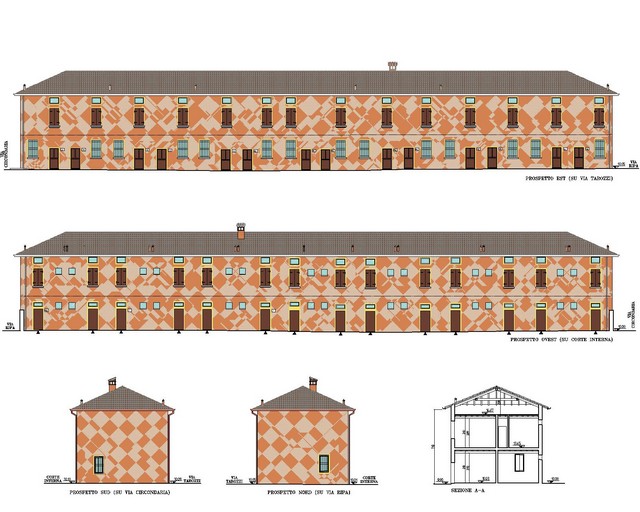 VIA
CIRCONDARIA
VIA
RIPA
PROSPETTO EST (SU VIA TAROZZI)
VIA
RIPA
VIA
CIRCONDARIA
PROSPETTO OVEST (SU CORTE INTERNA)
CORTE
INTERNA
VIA
TAROZZI
PROSPETTO SUD (SU VIA CIRCONDARIA)
VIA
TAROZZI
CORTE
INTERNA
PROSPETTO NORD (SU VIA RIPA)
SEZIONE A-A